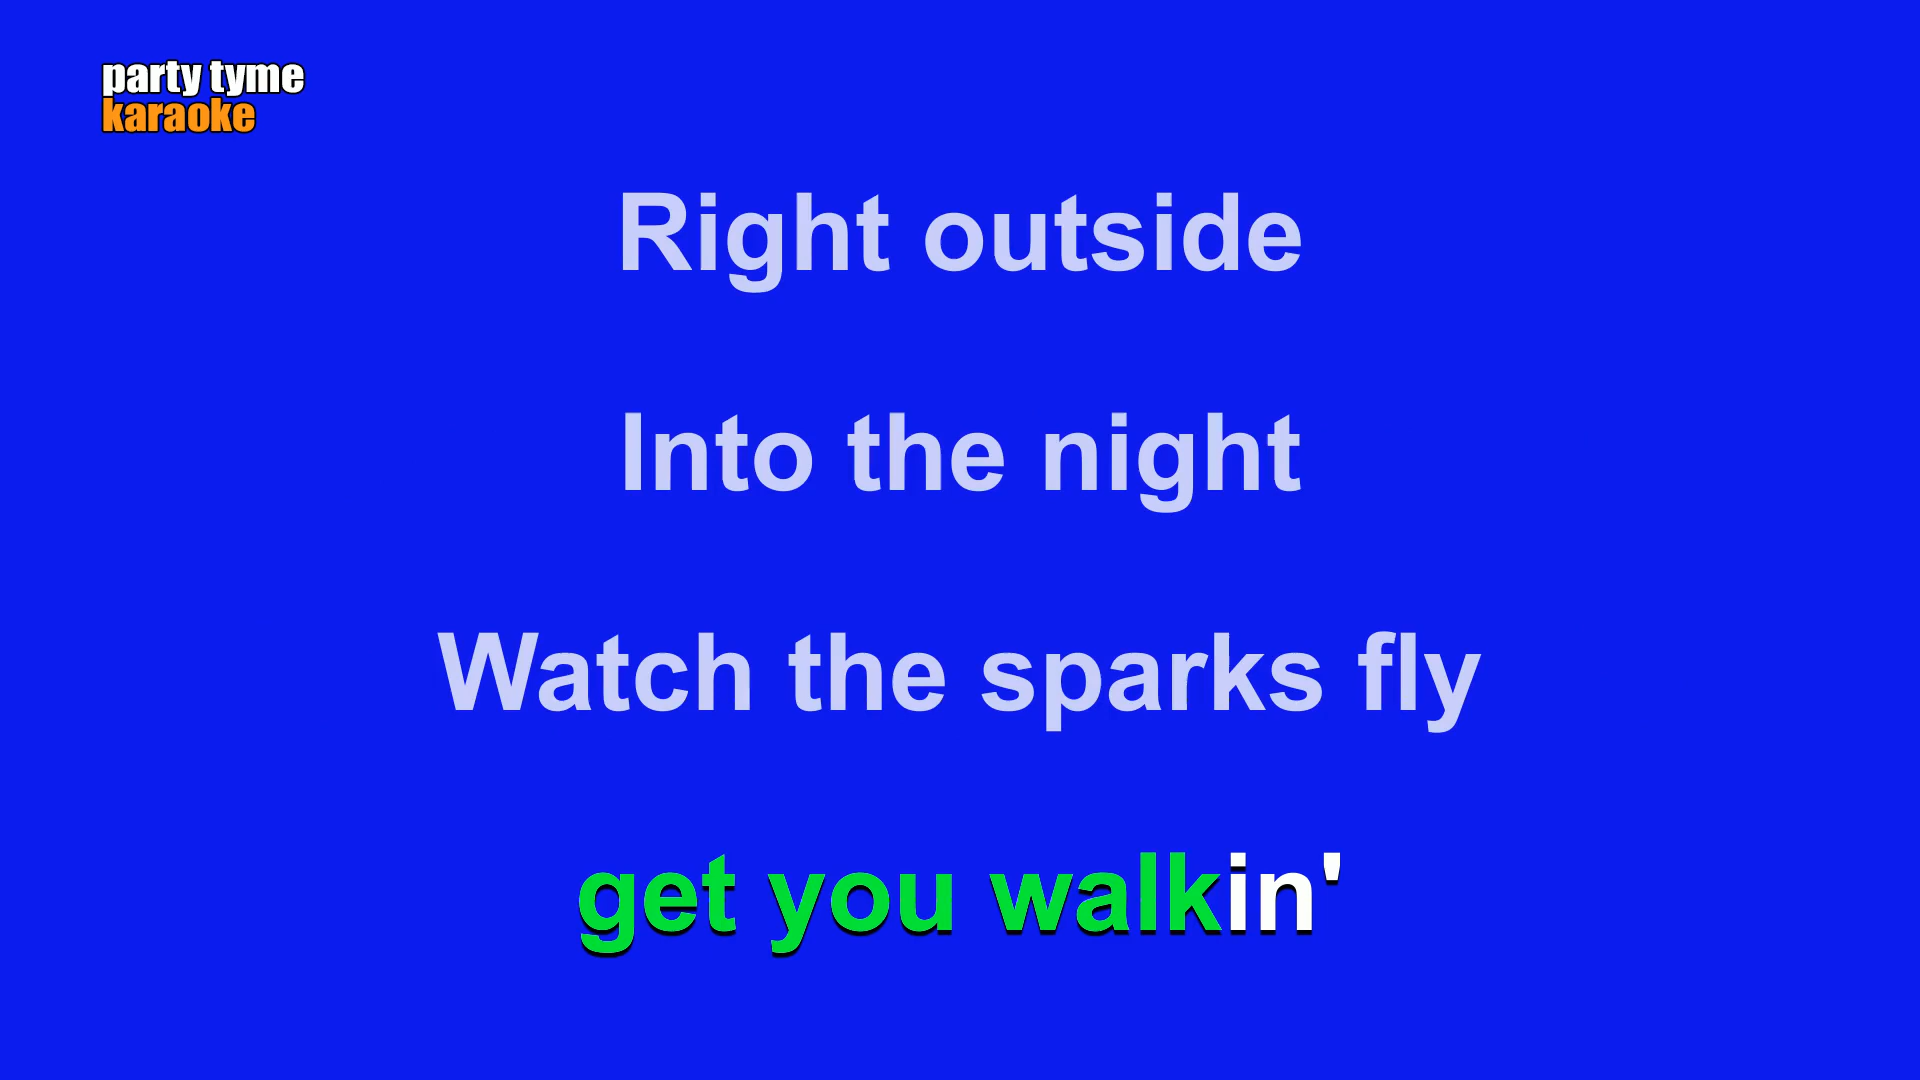 party tyme
karaoke
Right outside
Into the night
Watch the sparks fly
get you walkin'